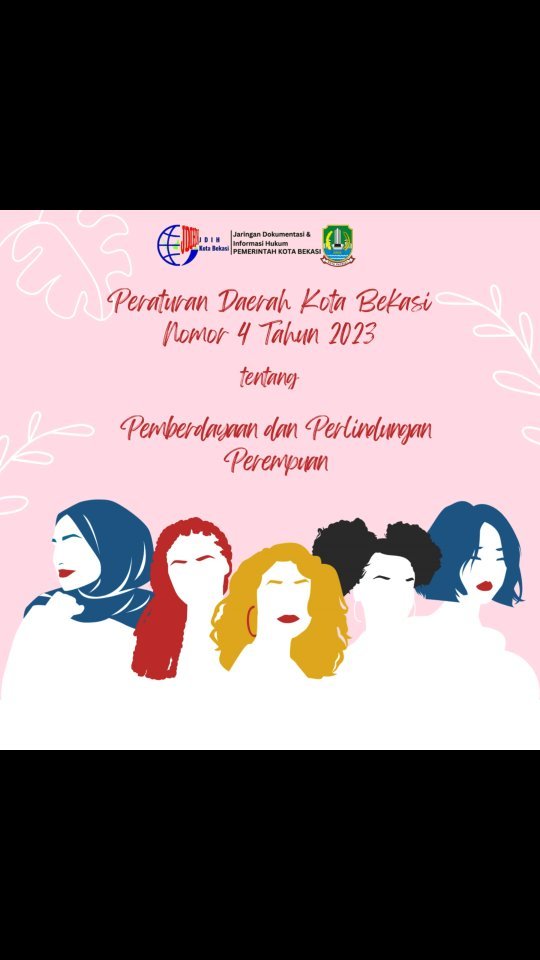 JDIH
JDIH
Kota Bekasi
Jaringan Dokumentasi &
Informasi Hukum
PEMERINTAH KOTA BEKASI
Peraturan Daerah Kota Bekasi
Nomor 4 Tahun 2023
tentang
Pemberdayaan dan Perlindungan
Perempuan